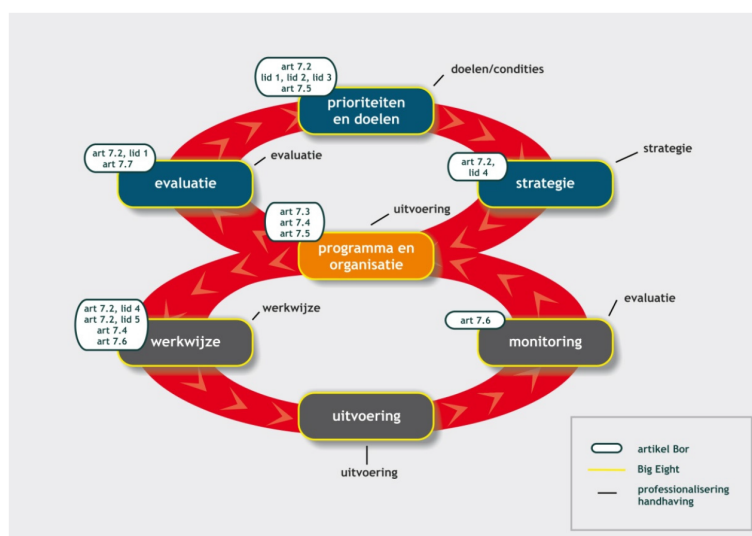 art 7.2
lid 1, lid 2, lid 3
art 7.5
doelen/condities
prioriteiten
en doelen
art 7.2, lid 1
art 7.7
evaluatie
evaluatie
art 7.2,
lid 4
strategie
strategie
art 7.3
art 7.4
art 7.5
uitvoering
programma en
organisatie
art 7.2, lid 4
art 7.2, lid 5
art 7.4
art 7.6
werkwijze
werkwijze
art 7.6
evaluatie
monitoring
uitvoering
uitvoering
artikel Bor
Big Eight
professionalisering
handhaving